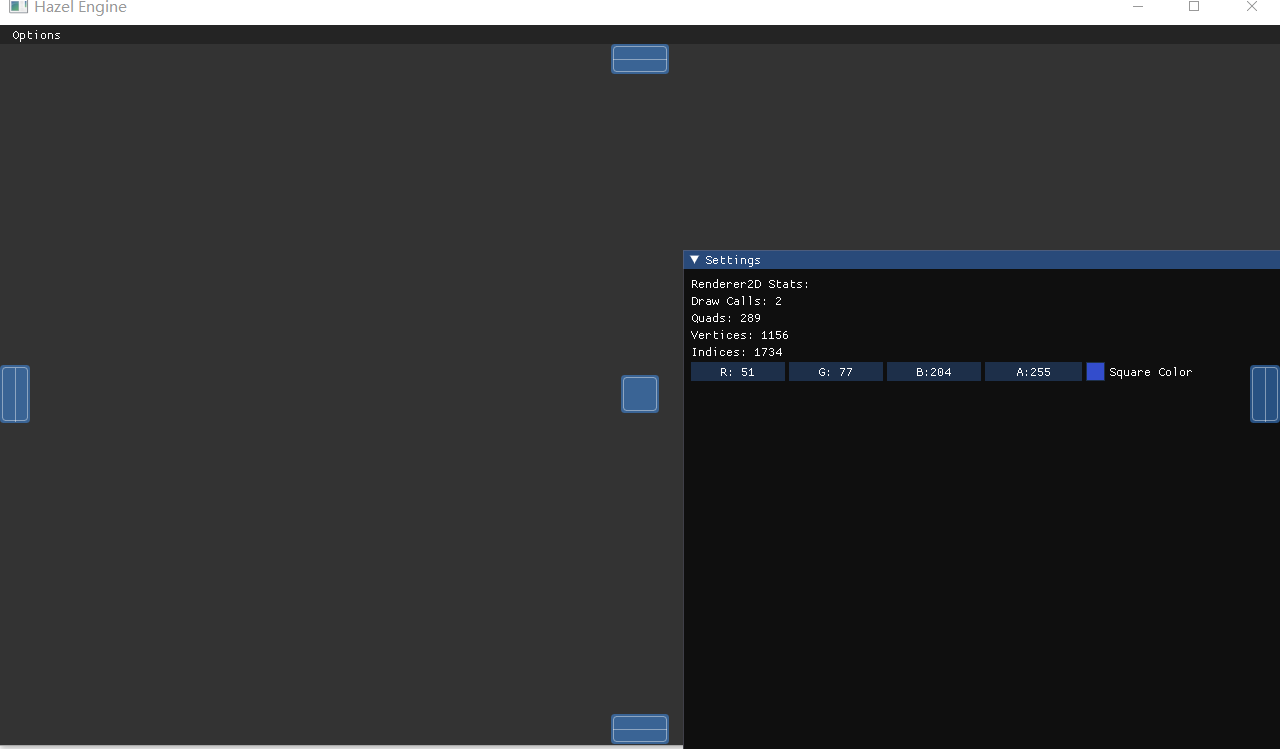 Hazel Engine
Options
Settings
Renderer2D Stats:
Draw Calls: 2
Quads: 289
Vertices: 1156
Indices: 1734
R: 51 G: 77 B:204 A:255 Square Color